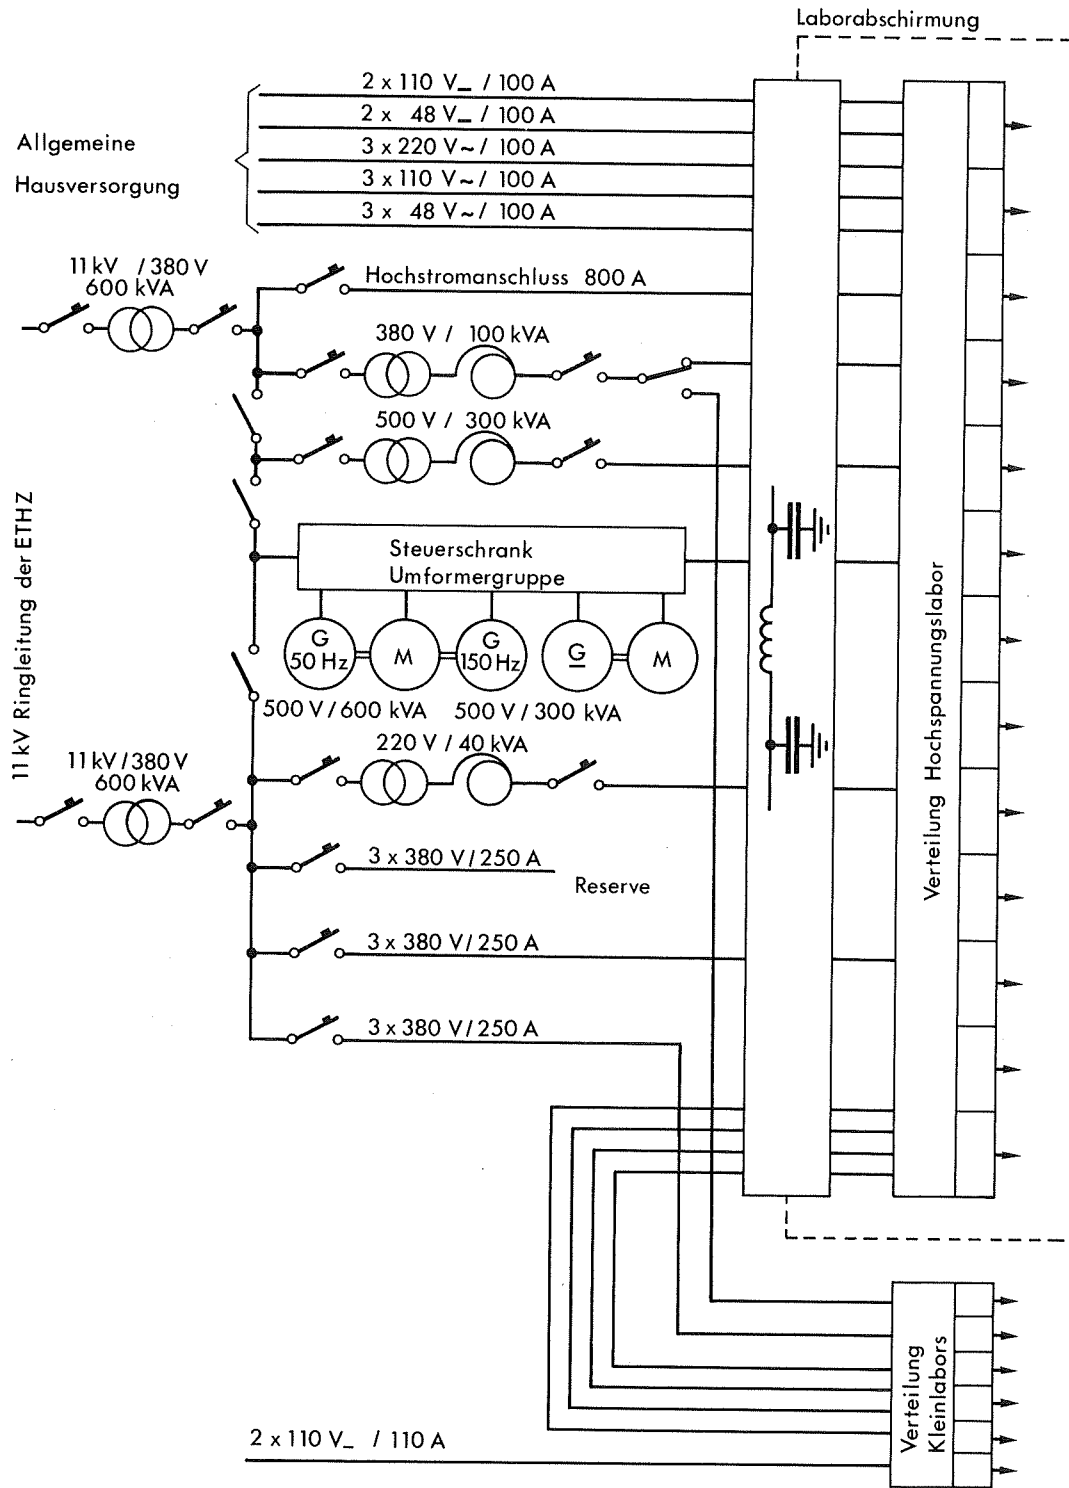 Laborabschirmung
2 x 110 V_ / 100 A
2 x 48 V_ / 100 A
3 x 220 V~ / 100 A
3 x 110 V~ / 100 A
3 x 48 V~ / 100 A
Allgemeine
Hausversorgung
11 kV / 380 V
600 kVA
Hochstromanschluss 800 A
380 V / 100 kVA
500 V / 300 kVA
11 kV Ringleitung der ETHZ
Steuerschrank
Umformergruppe
G
50 Hz
M
G
150 Hz
G
M
500 V / 600 kVA
500 V / 300 kVA
11 kV / 380 V
600 kVA
220 V / 40 kVA
3 x 380 V / 250 A
Reserve
3 x 380 V / 250 A
3 x 380 V / 250 A
Verteilung Hochspannungslabor
Verteilung
Kleinlabors
2 x 110 V_ / 110 A